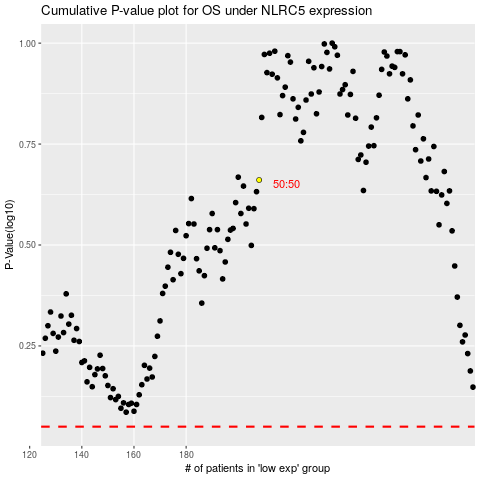 Cumulative P-value plot for OS under NLRC5 expression
P-Value(log10)
1.00
0.75
0.50
0.25
50:50
120 140 160 180
# of patients in 'low exp' group